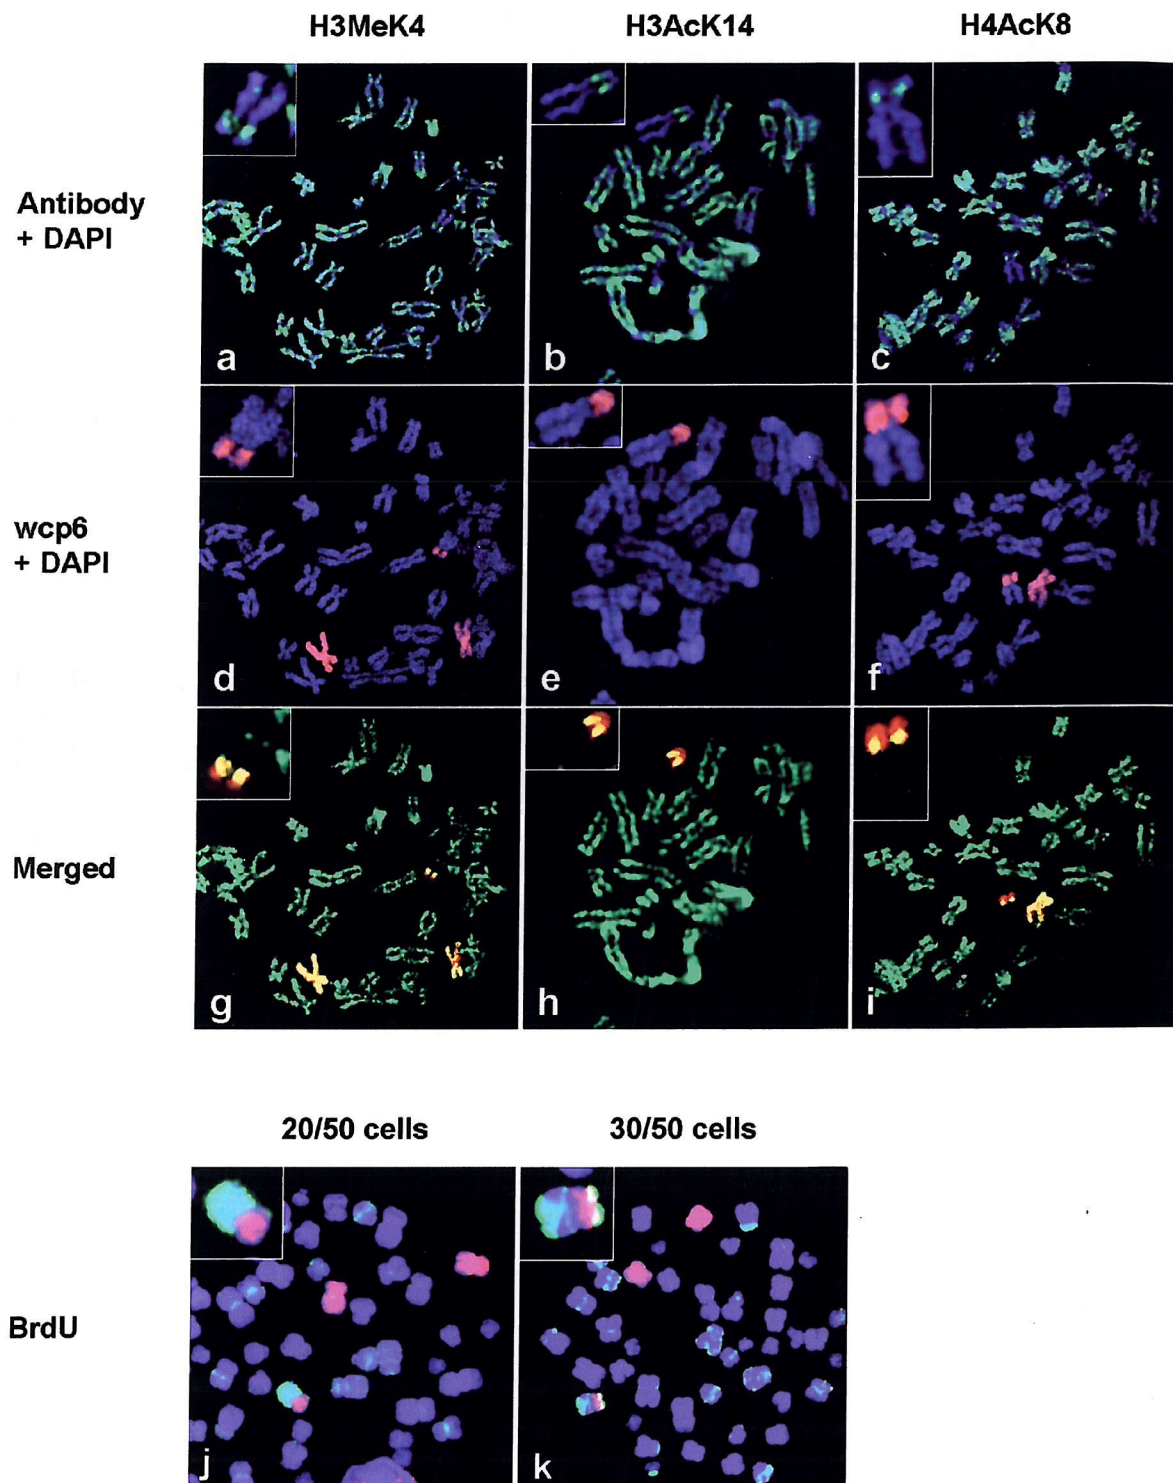 H3MeK4 H3AcK14 H4AcK8
Antibody
+ DAPI
a b c
wcp6
+ DAPI
d e f
Merged
g h i
20/50 cells 30/50 cells
BrdU
j k